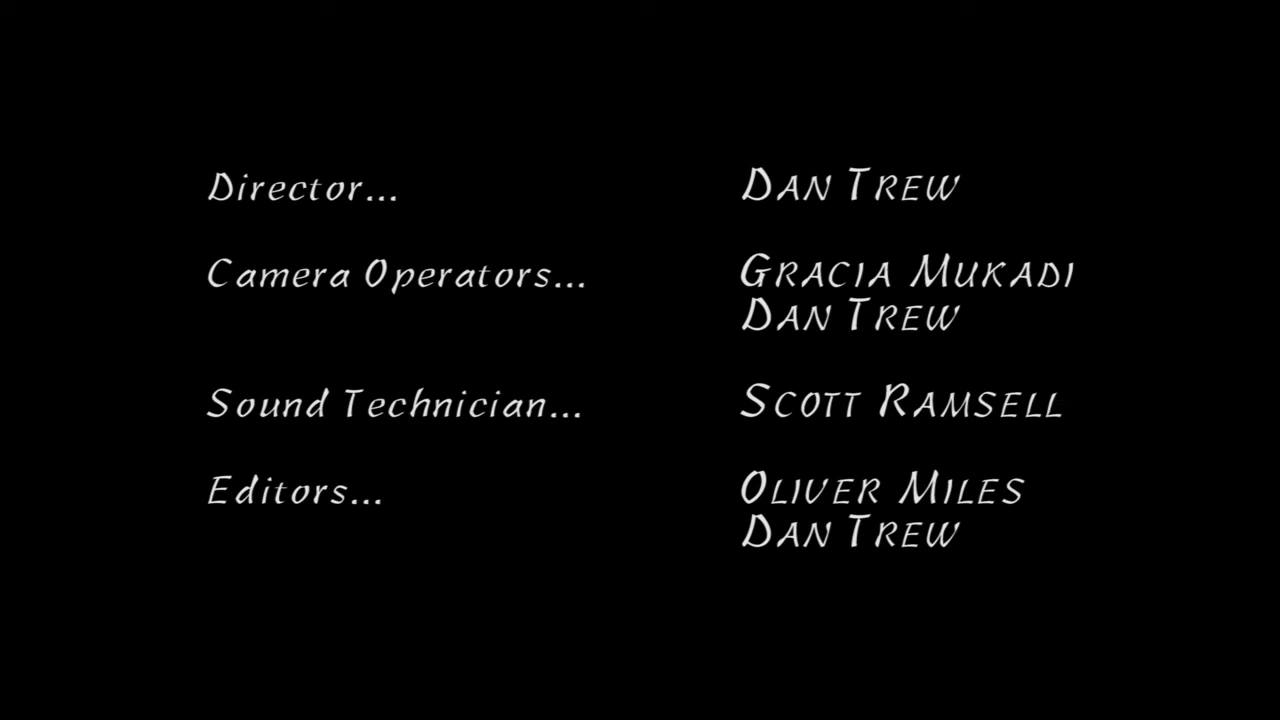 Director... DAN TREW
Camera Operators... GRACIA MUKADI
DAN TREW
Sound Technician... SCOTT RAMSELL
Editors... OLIVER MILES
DAN TREW